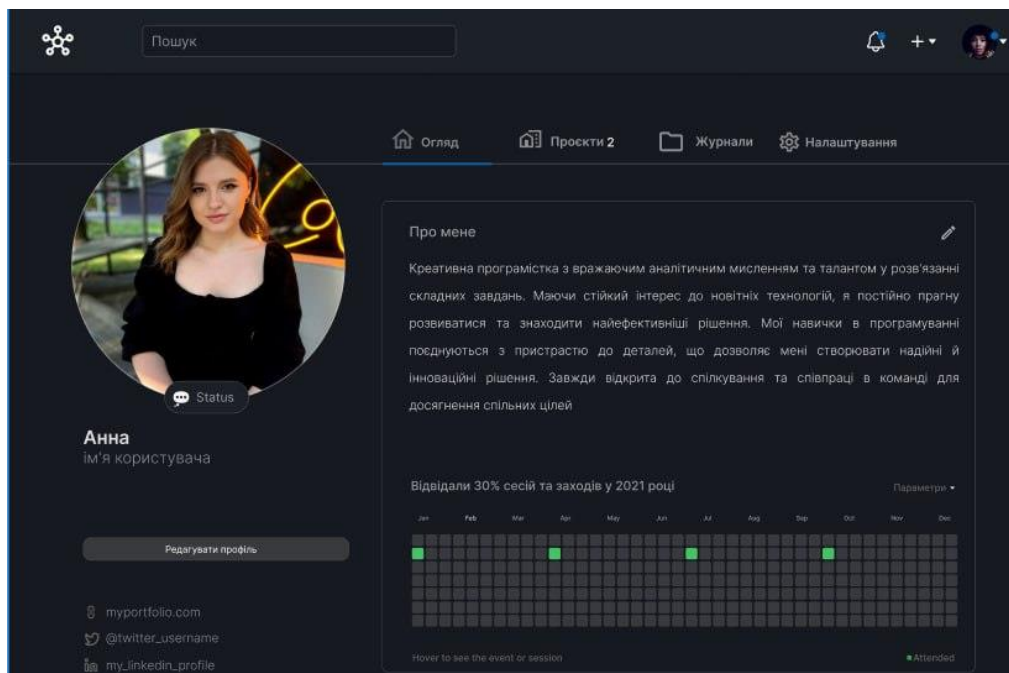 Пошук
Огляд
Проєкти 2
Журнали
Налаштування
Status
Анна
ім'я користувача
Редагувати профіль
myportfolio.com
@twitter_username
my_linkedin_profile
Про мене
Креативна програмістка з вражаючим аналітичним мисленням та талантом у розв'язанні
складних завдань. Маючи стійкий інтерес до новітніх технологій, я постійно прагну
розвиватися та знаходити найефективніші рішення. Мої навички в програмуванні
поєднуються з пристрастю до деталей, що дозволяє мені створювати надійні й
інноваційні рішення. Завжди відкрита до спілкування та співпраці в команді для
досягнення спільних цілей
Відвідали 30% сесій та заходів у 2021 році
Параметри
Jan Feb Mar Apr May Jun Jul Aug Sep Oct Nov Dec
Hover to see the event or session
Attended